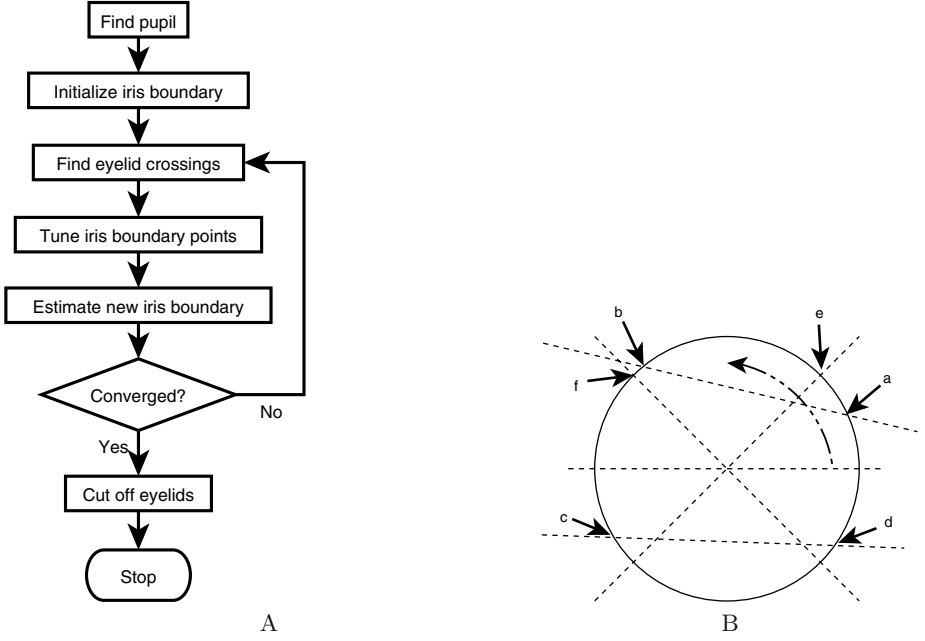 Find pupil
Initialize iris boundary
Find eyelid crossings
Tune iris boundary points
Estimate new iris boundary
Converged?
No
Yes
Cut off eyelids
Stop
A
b
e
f
a
c
d
B